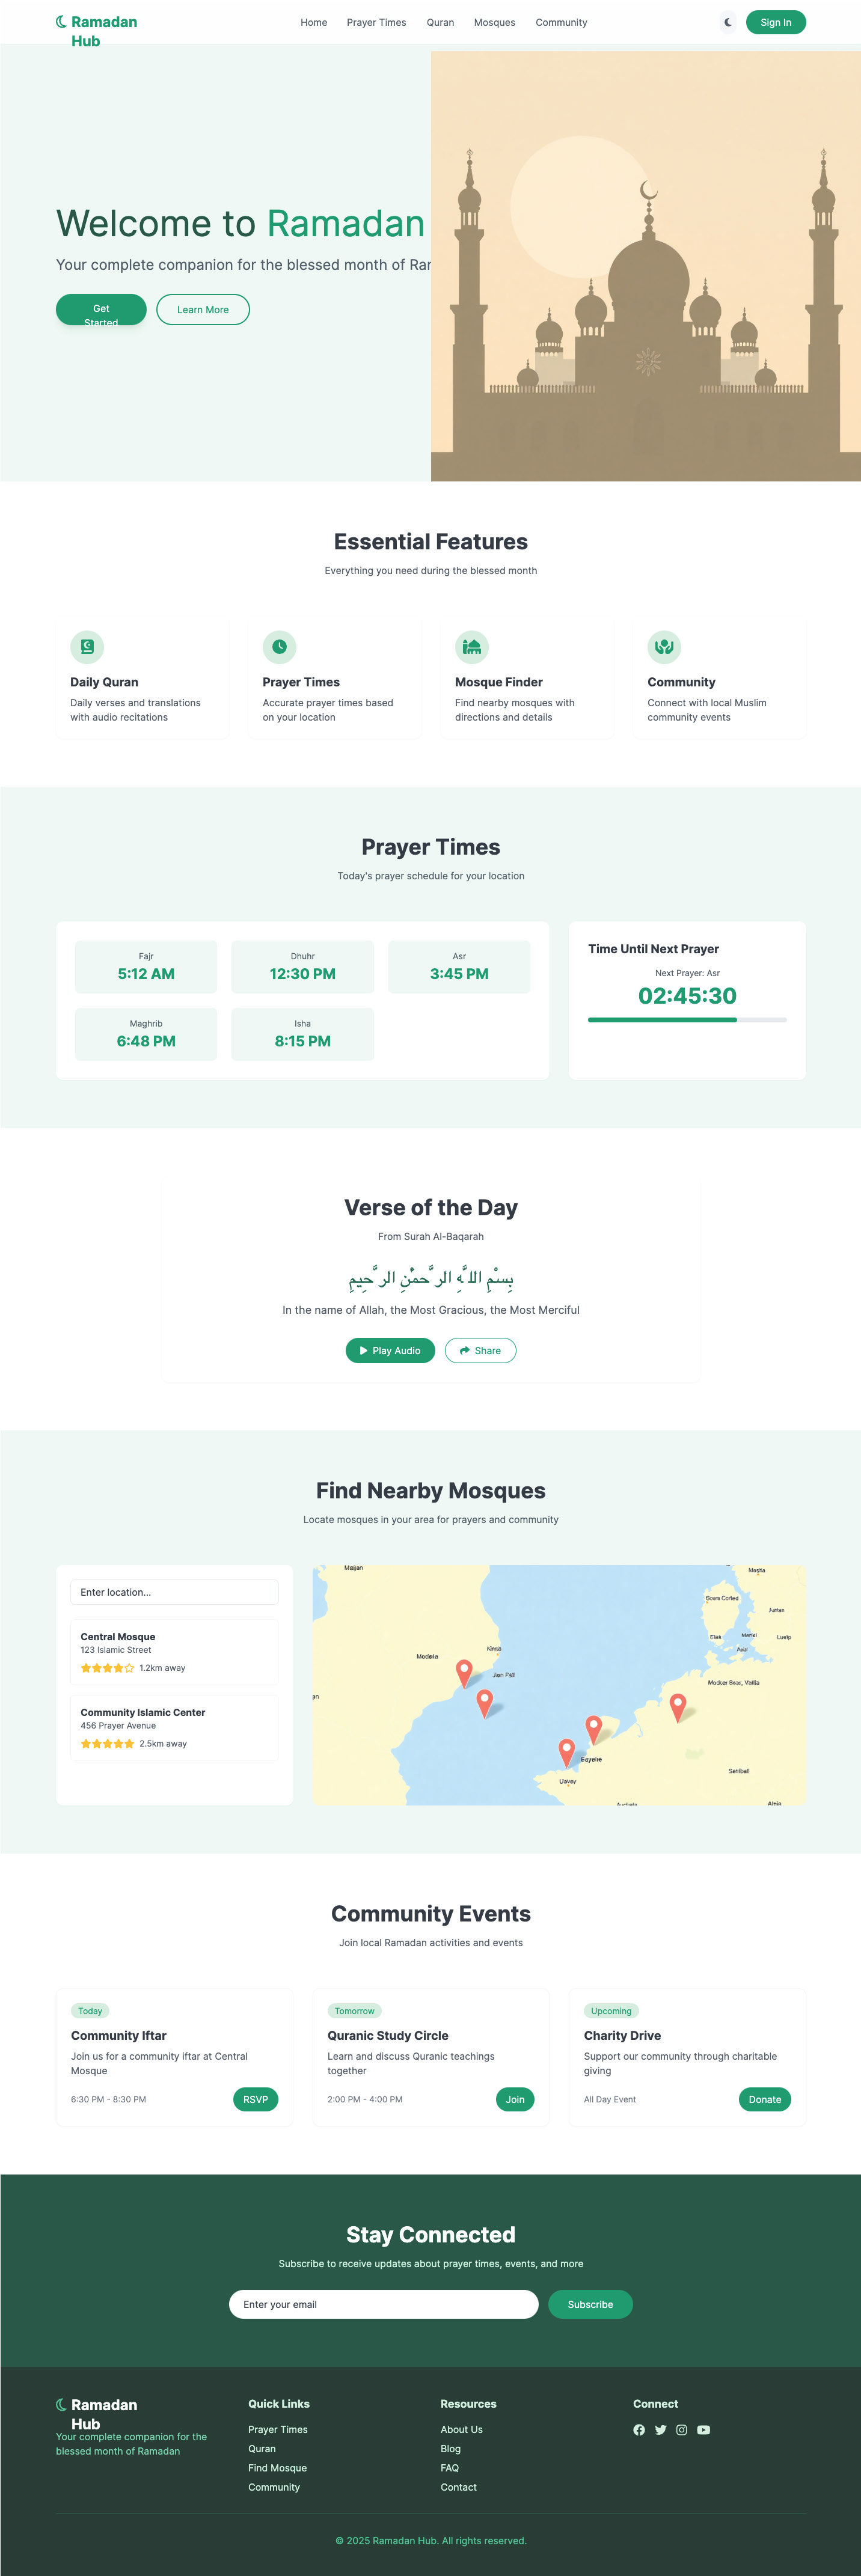 Ramadan
Hub
Home
Prayer Times
Quran
Mosques
Community
Sign In
Welcome to Ramadan
Your complete companion for the blessed month of Ram
Get
Started
Learn More
Essential Features
Everything you need during the blessed month
Daily Quran
Daily verses and translations
with audio recitations
Prayer Times
Accurate prayer times based
on your location
Mosque Finder
Find nearby mosques with
directions and details
Community
Connect with local Muslim
community events
Prayer Times
Today's prayer schedule for your location
Fajr
5:12 AM
Dhuhr
12:30 PM
Asr
3:45 PM
Maghrib
6:48 PM
Isha
8:15 PM
Time Until Next Prayer
Next Prayer: Asr
02:45:30
Verse of the Day
From Surah Al-Baqarah
بِسْمِ اللَّهِ الرَّحْمَٰنِ الرَّحِيمِ
In the name of Allah, the Most Gracious, the Most Merciful
Play Audio
Share
Find Nearby Mosques
Locate mosques in your area for prayers and community
Enter location...
Central Mosque
123 Islamic Street
1.2km away
Community Islamic Center
456 Prayer Avenue
2.5km away
Community Events
Join local Ramadan activities and events
Today
Community Iftar
Join us for a community iftar at Central
Mosque
6:30 PM - 8:30 PM
RSVP
Tomorrow
Quranic Study Circle
Learn and discuss Quranic teachings
together
2:00 PM - 4:00 PM
Join
Upcoming
Charity Drive
Support our community through charitable
giving
All Day Event
Donate
Stay Connected
Subscribe to receive updates about prayer times, events, and more
Enter your email
Subscribe
Ramadan
Hub
Your complete companion for the
blessed month of Ramadan
Quick Links
Prayer Times
Quran
Find Mosque
Community
Resources
About Us
Blog
FAQ
Contact
Connect
© 2025 Ramadan Hub. All rights reserved.